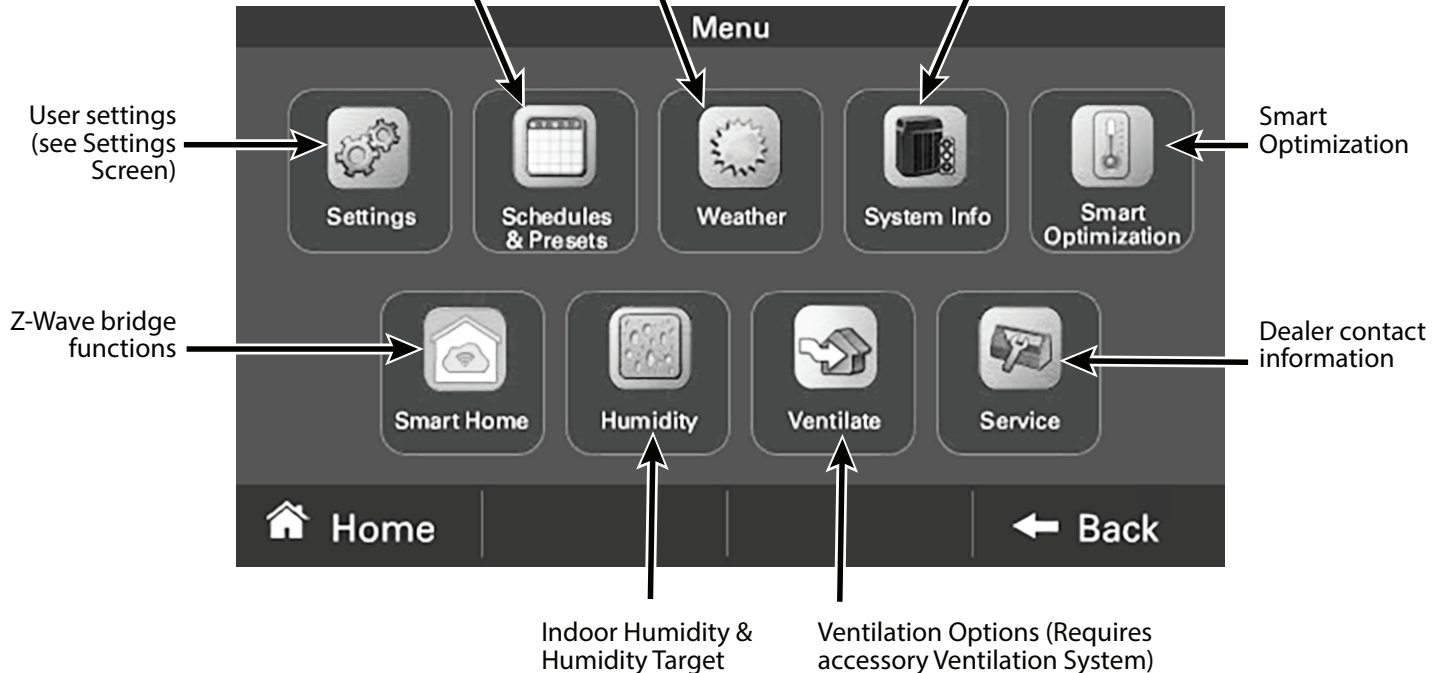 Menu
User settings
(see Settings
Screen)
Settings
Schedules
& Presets
Weather
System Info
Smart
Optimization
Smart
Optimization
Z-Wave bridge
functions
Smart Home
Humidity
Ventilate
Service
Dealer contact
information
Home
Back
Indoor Humidity &
Humidity Target
Ventilation Options (Requires
accessory Ventilation System)